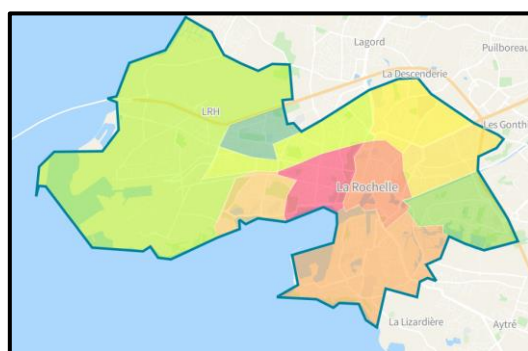 Lagord
Puilboreau
La Descenderie
LRH
Les Gonth
La Rochelle
La Lizardière
Aytré